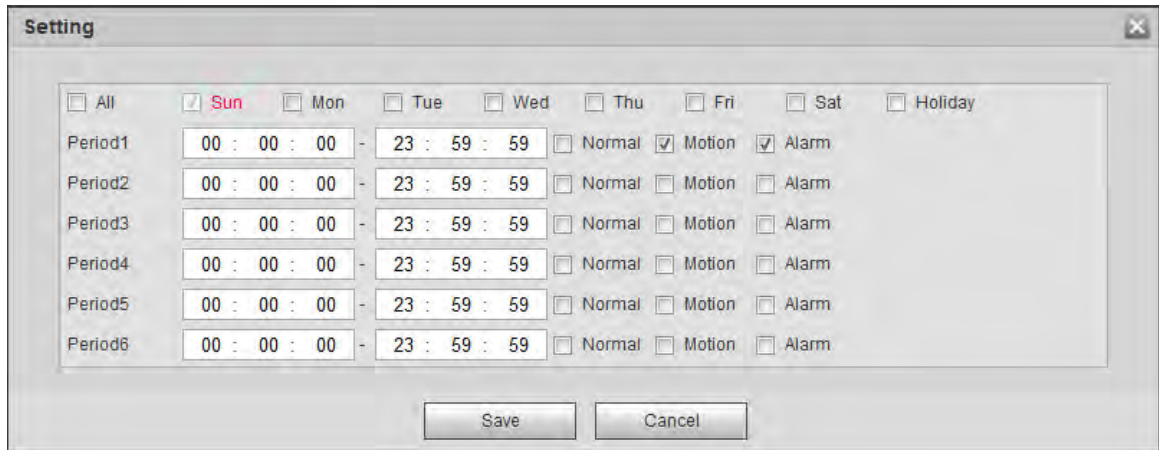 Setting
All Sun Mon Tue Wed Thu Fri Sat Holiday
Period1 00 : 00 : 00 - 23 : 59 : 59 Normal Motion Alarm
Period2 00 : 00 : 00 - 23 : 59 : 59 Normal Motion Alarm
Period3 00 : 00 : 00 - 23 : 59 : 59 Normal Motion Alarm
Period4 00 : 00 : 00 - 23 : 59 : 59 Normal Motion Alarm
Period5 00 : 00 : 00 - 23 : 59 : 59 Normal Motion Alarm
Period6 00 : 00 : 00 - 23 : 59 : 59 Normal Motion Alarm
Save Cancel